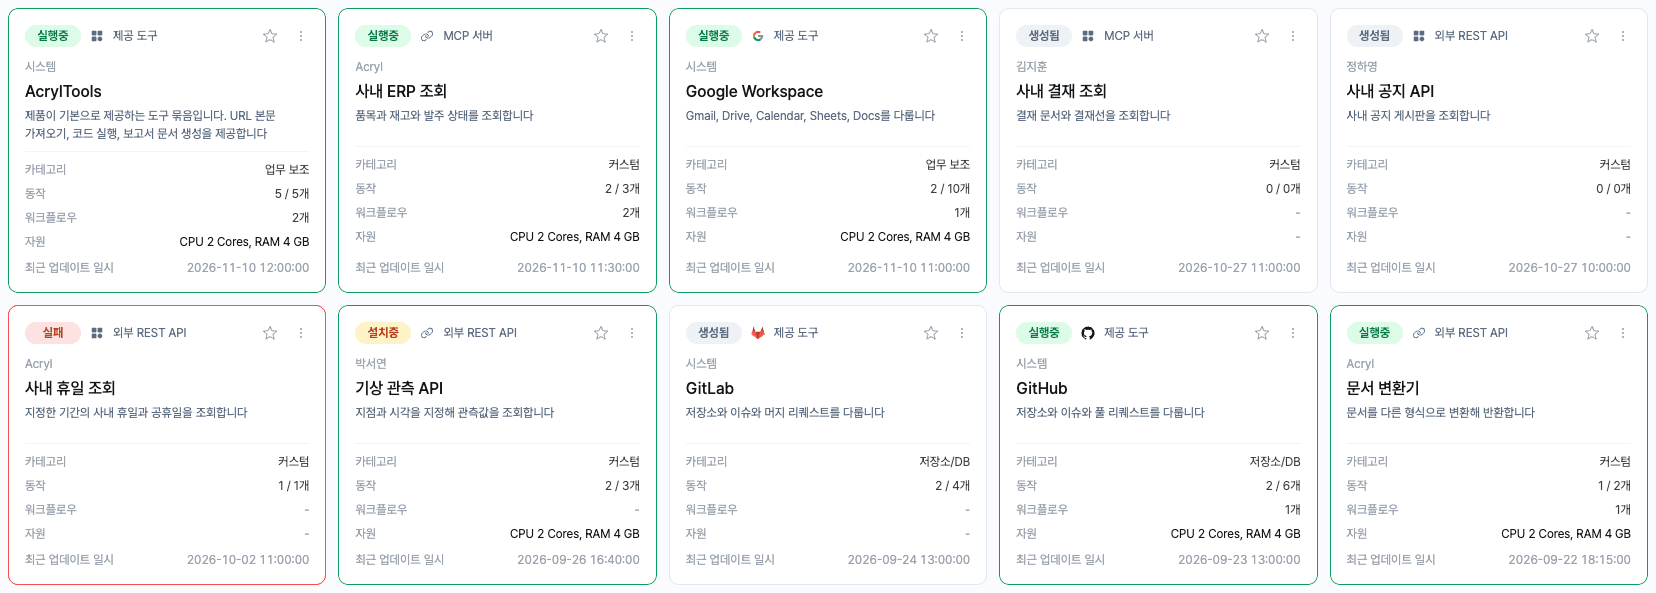 실행중 제공 도구
시스템
AcrylTools
제품이 기본으로 제공하는 도구 묶음입니다. URL 본문
가져오기, 코드 실행, 보고서 문서 생성을 제공합니다
카테고리 업무 보조
동작 5 / 5개
워크플로우 2개
자원 CPU 2 Cores, RAM 4 GB
최근 업데이트 일시 2026-11-10 12:00:00
실행중 MCP 서버
Acryl
사내 ERP 조회
품목과 재고와 발주 상태를 조회합니다
카테고리 커스텀
동작 2 / 3개
워크플로우 2개
자원 CPU 2 Cores, RAM 4 GB
최근 업데이트 일시 2026-11-10 11:30:00
실행중 제공 도구
시스템
Google Workspace
Gmail, Drive, Calendar, Sheets, Docs를 다룹니다
카테고리 업무 보조
동작 2 / 10개
워크플로우 1개
자원 CPU 2 Cores, RAM 4 GB
최근 업데이트 일시 2026-11-10 11:00:00
생성됨 MCP 서버
김지훈
사내 결재 조회
결재 문서와 결재선을 조회합니다
카테고리 커스텀
동작 0 / 0개
워크플로우 -
자원 -
최근 업데이트 일시 2026-10-27 11:00:00
생성됨 외부 REST API
정하영
사내 공지 API
사내 공지 게시판을 조회합니다
카테고리 커스텀
동작 0 / 0개
워크플로우 -
자원 -
최근 업데이트 일시 2026-10-27 10:00:00
실패 외부 REST API
Acryl
사내 휴일 조회
지정한 기간의 사내 휴일과 공휴일을 조회합니다
카테고리 커스텀
동작 1 / 1개
워크플로우 -
자원 -
최근 업데이트 일시 2026-10-02 11:00:00
설치중 외부 REST API
박서연
기상 관측 API
지점과 시각을 지정해 관측값을 조회합니다
카테고리 커스텀
동작 2 / 3개
워크플로우 -
자원 CPU 2 Cores, RAM 4 GB
최근 업데이트 일시 2026-09-26 16:40:00
생성됨 제공 도구
시스템
GitLab
저장소와 이슈와 머지 리퀘스트를 다룹니다
카테고리 저장소/DB
동작 2 / 4개
워크플로우 -
자원 -
최근 업데이트 일시 2026-09-24 13:00:00
실행중 제공 도구
시스템
GitHub
저장소와 이슈와 풀 리퀘스트를 다룹니다
카테고리 저장소/DB
동작 2 / 6개
워크플로우 1개
자원 CPU 2 Cores, RAM 4 GB
최근 업데이트 일시 2026-09-23 13:00:00
실행중 외부 REST API
Acryl
문서 변환기
문서를 다른 형식으로 변환해 반환합니다
카테고리 커스텀
동작 1 / 2개
워크플로우 1개
자원 CPU 2 Cores, RAM 4 GB
최근 업데이트 일시 2026-09-22 18:15:00